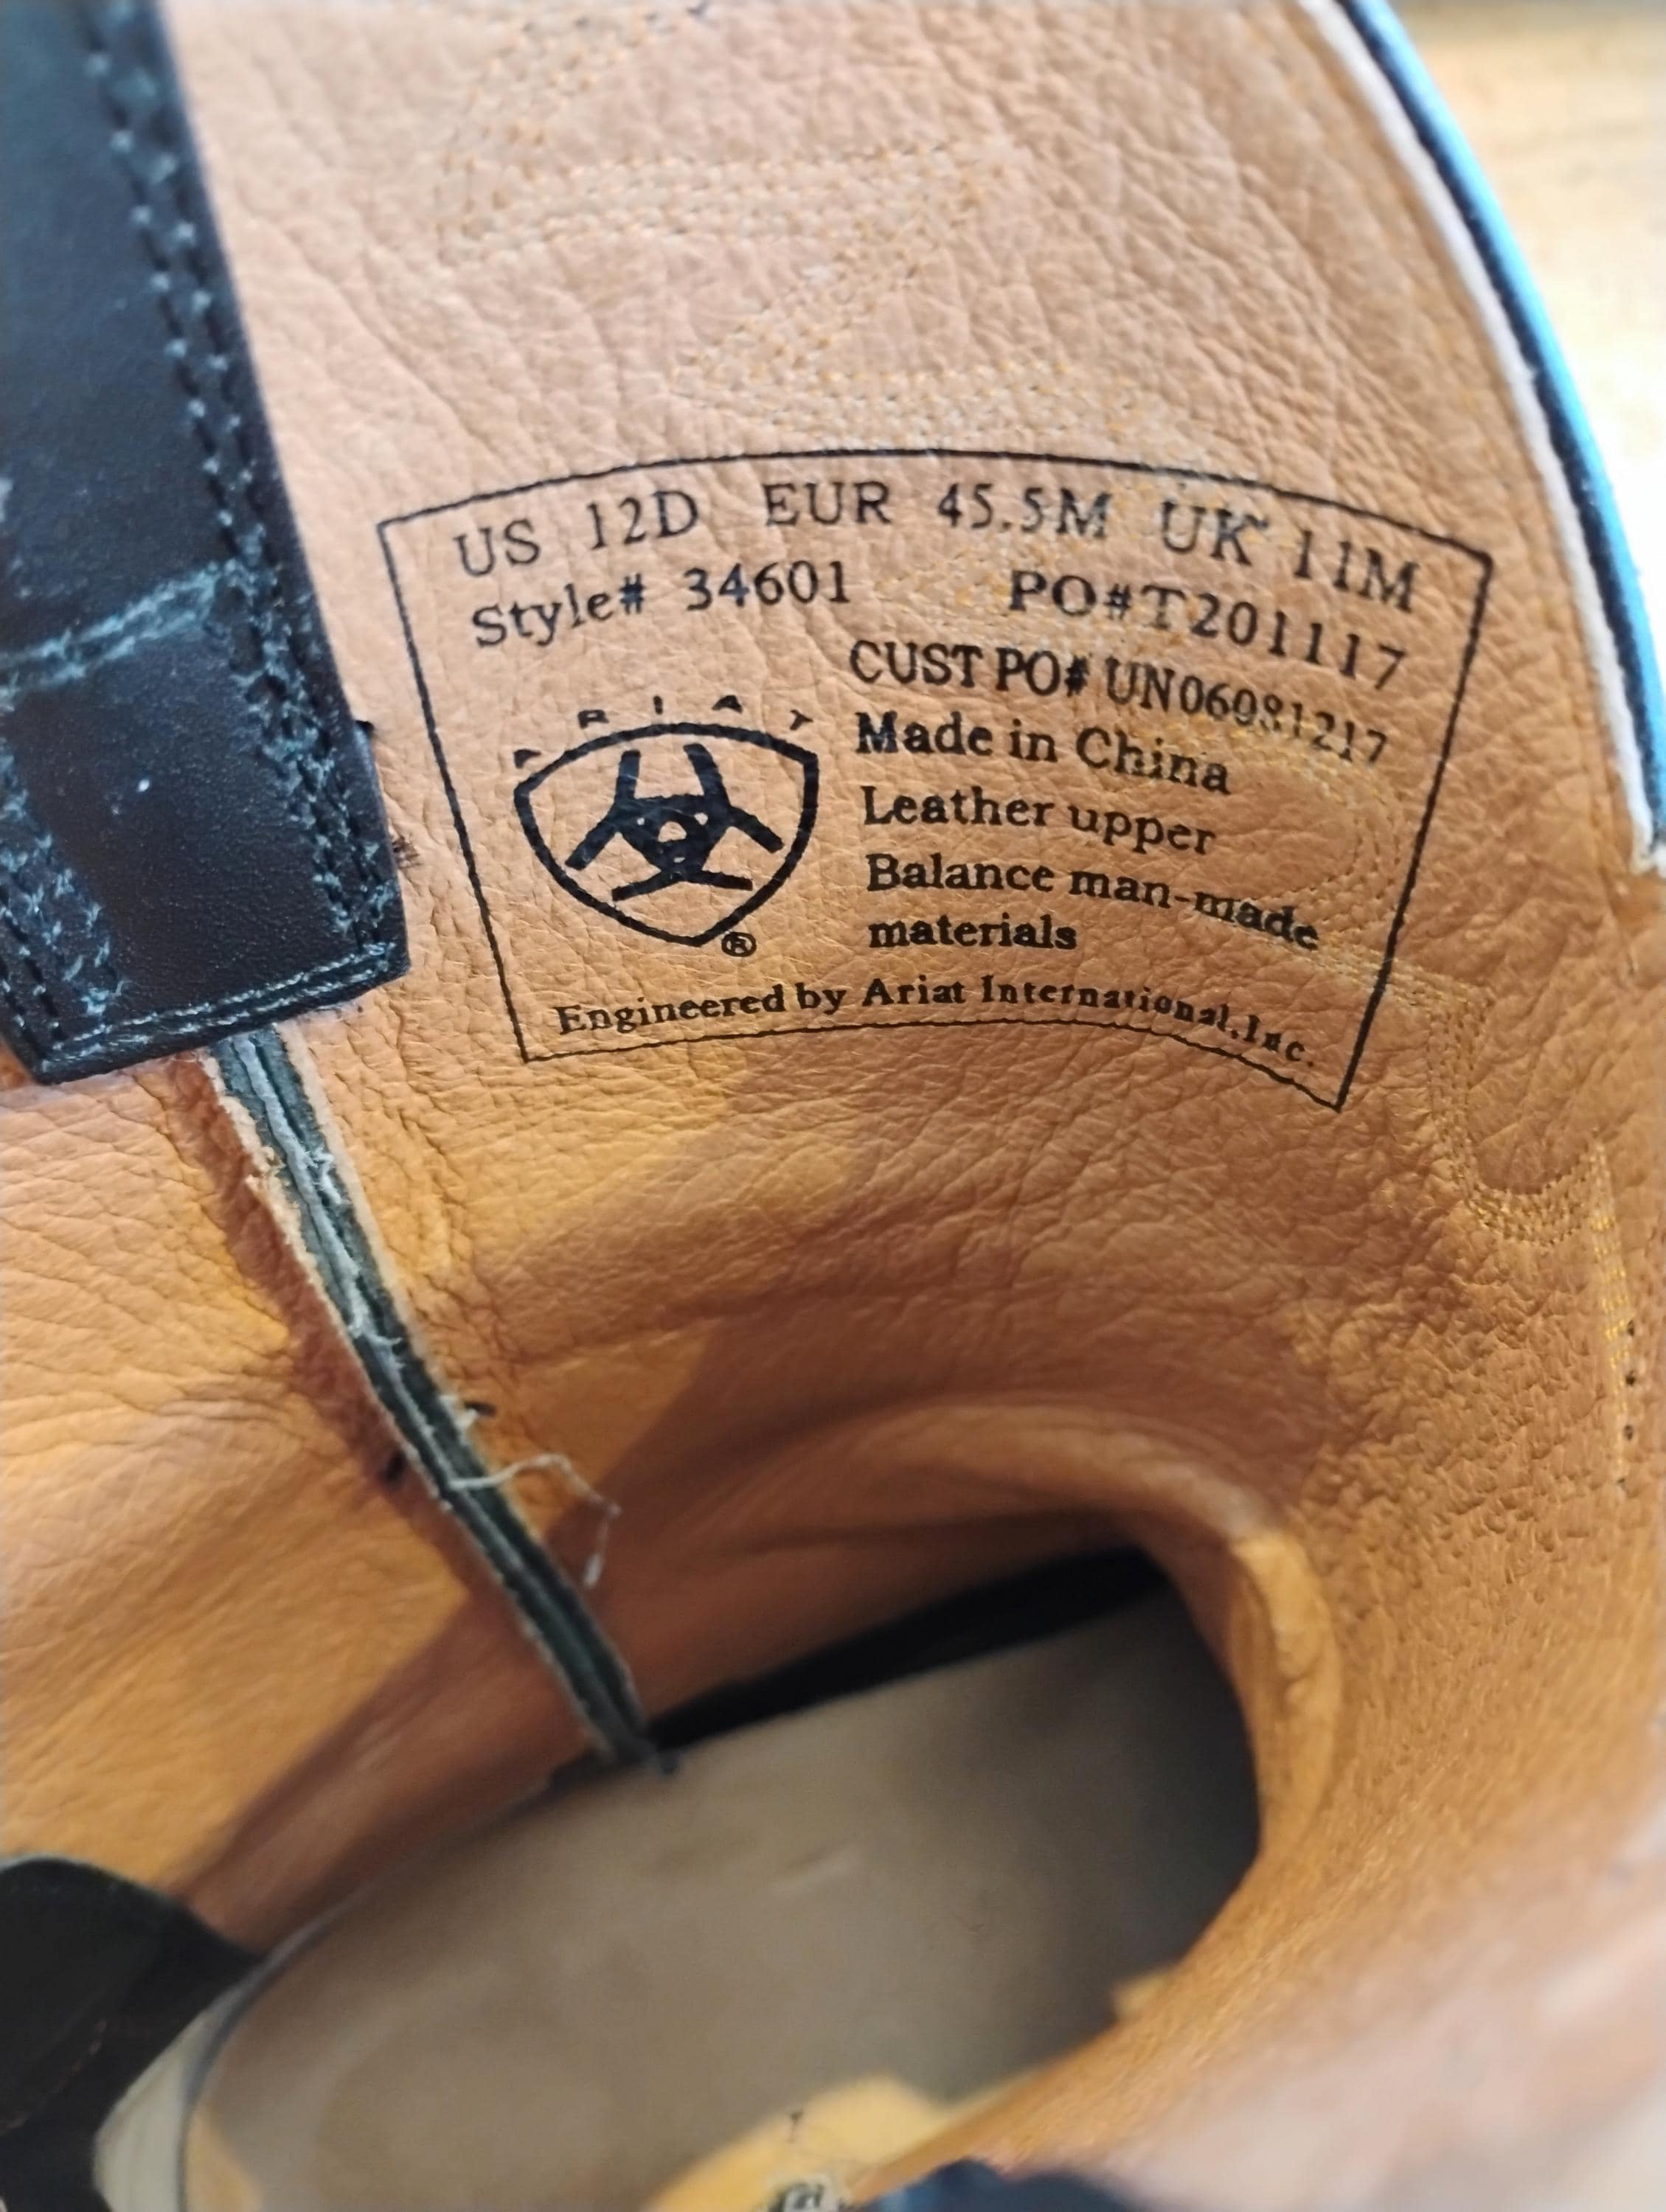 US 12D EUR 45.5M UK 11M
Style# 34601 PO#T201117
CUST PO# UN06081217
ARIAT
Made in China
Leather upper
Balance man-made
materials
®
Engineered by Ariat International,Inc.